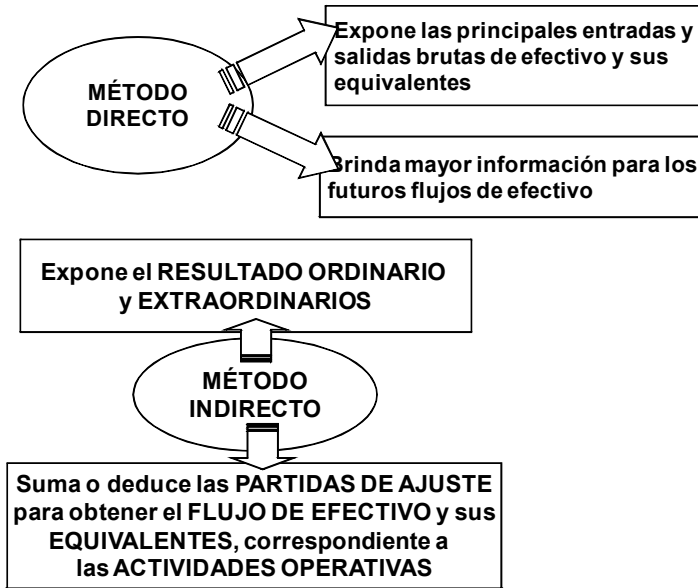 Expone las principales entradas y
salidas brutas de efectivo y sus
equivalentes
MÉTODO
DIRECTO
Brinda mayor información para los
futuros flujos de efectivo
Expone el RESULTADO ORDINARIO
y EXTRAORDINARIOS
MÉTODO
INDIRECTO
Suma o deduce las PARTIDAS DE AJUSTE
para obtener el FLUJO DE EFECTIVO y sus
EQUIVALENTES, correspondiente a
las ACTIVIDADES OPERATIVAS